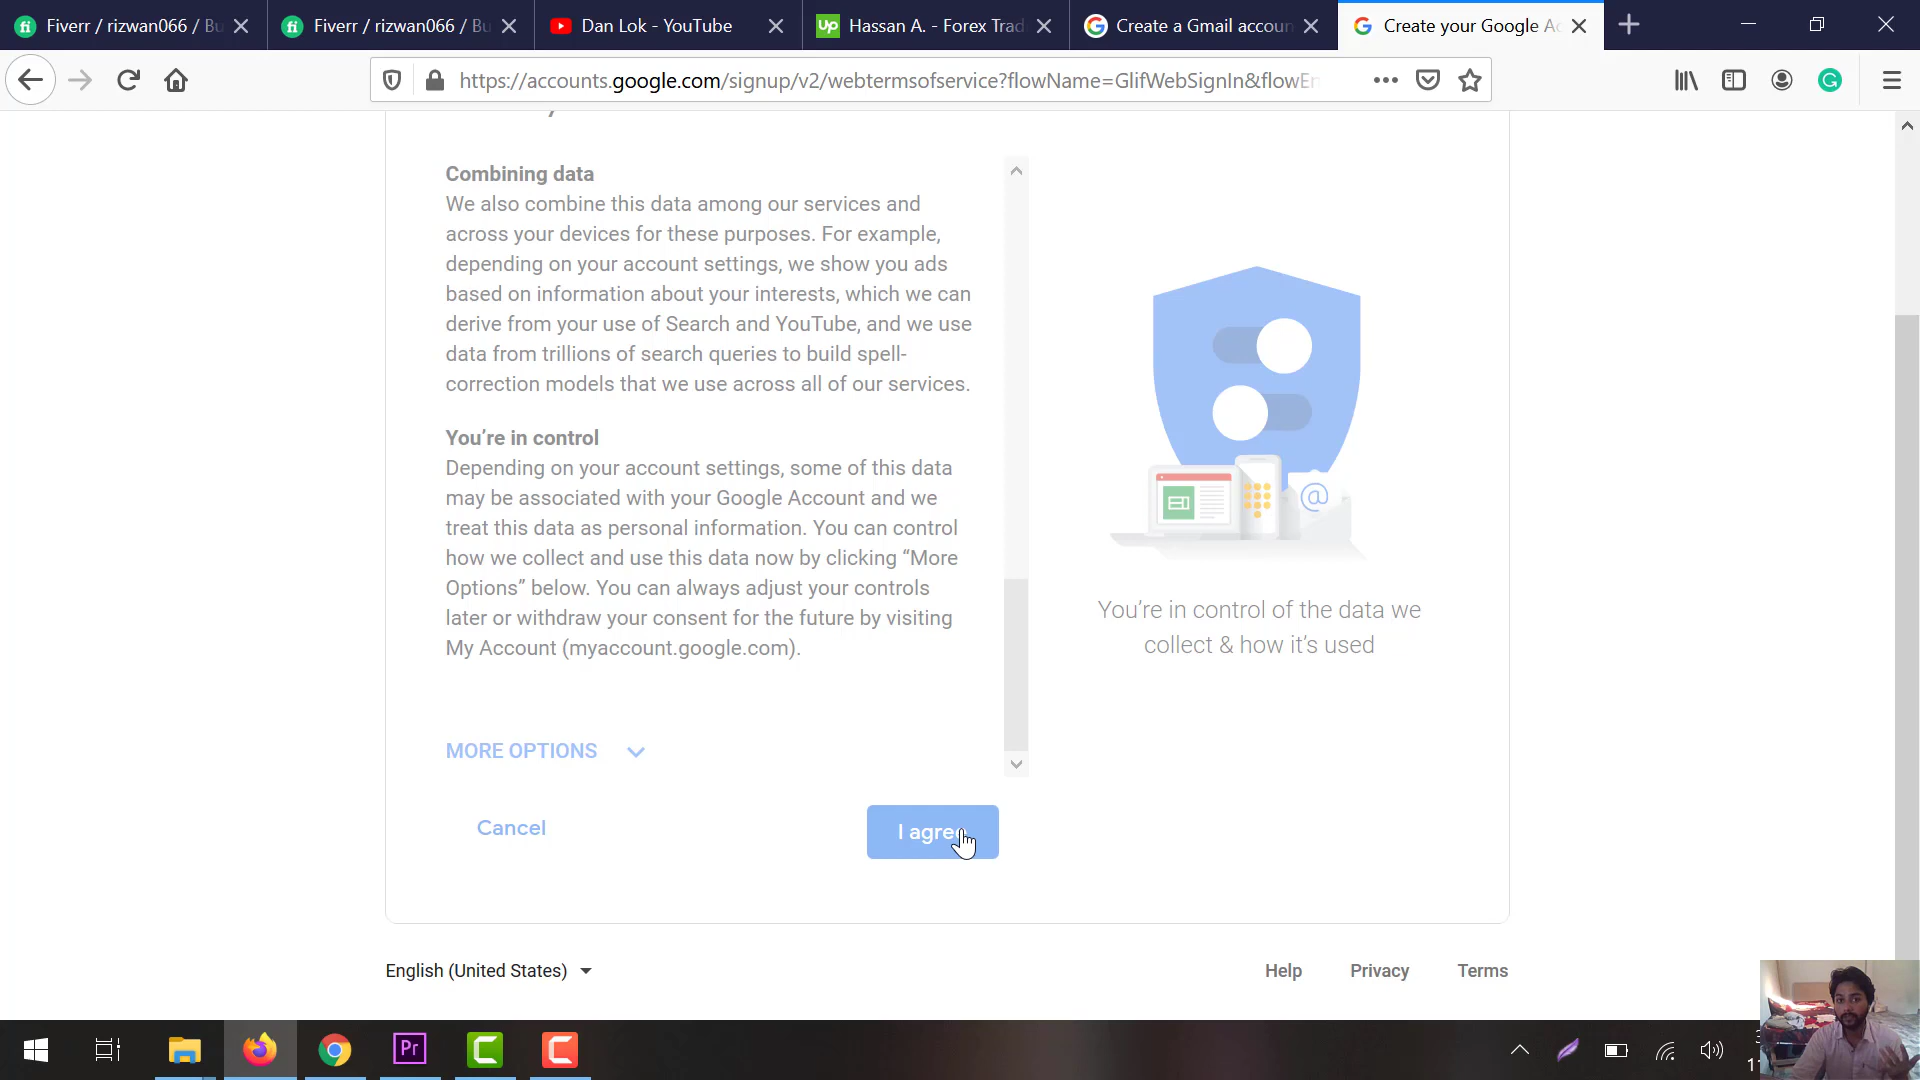 Fiverr / rizwan066 / Bu
Fiverr / rizwan066 / Bu
Dan Lok - YouTube
Up
Hassan A. - Forex Trad
Create a Gmail accoun
Create your Google Ac
https://accounts.google.com/signup/v2/webtermsofservice?flowName=GlifWebSignIn&flowEn
Combining data
We also combine this data among our services and
across your devices for these purposes. For example,
depending on your account settings, we show you ads
based on information about your interests, which we can
derive from your use of Search and YouTube, and we use
data from trillions of search queries to build spell-
correction models that we use across all of our services.
You’re in control
Depending on your account settings, some of this data
may be associated with your Google Account and we
treat this data as personal information. You can control
how we collect and use this data now by clicking “More
Options” below. You can always adjust your controls
later or withdraw your consent for the future by visiting
My Account (myaccount.google.com).
You’re in control of the data we
collect & how it’s used
MORE OPTIONS
Cancel
I agree
English (United States)
Help
Privacy
Terms
Pr